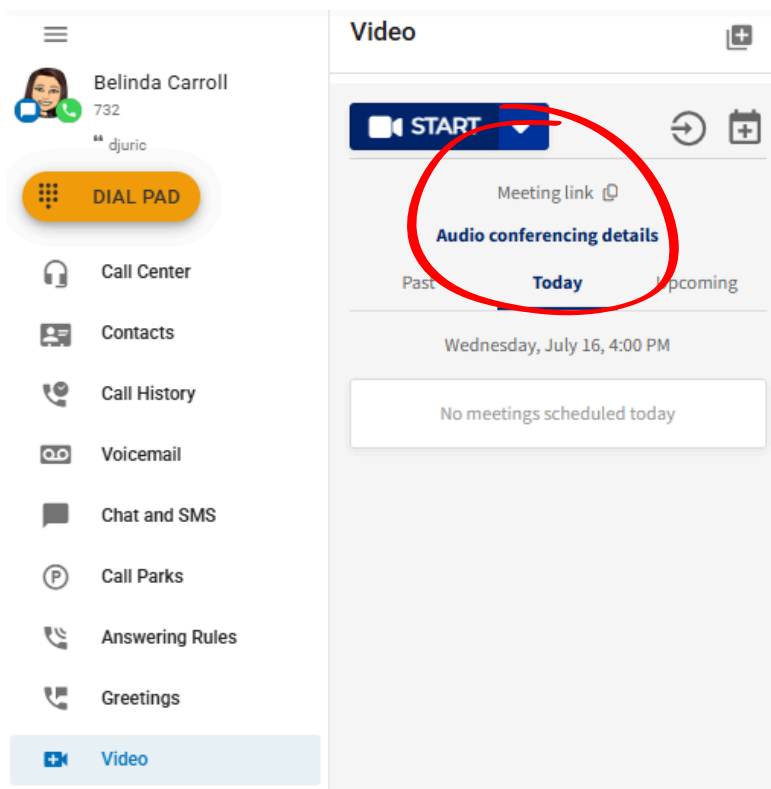 Belinda Carroll
732
❝ djuric
DIAL PAD
Call Center
Contacts
Call History
Voicemail
Chat and SMS
P
Call Parks
Answering Rules
Greetings
Video
Video
START
Meeting link
Audio conferencing details
Past Today Upcoming
Wednesday, July 16, 4:00 PM
No meetings scheduled today